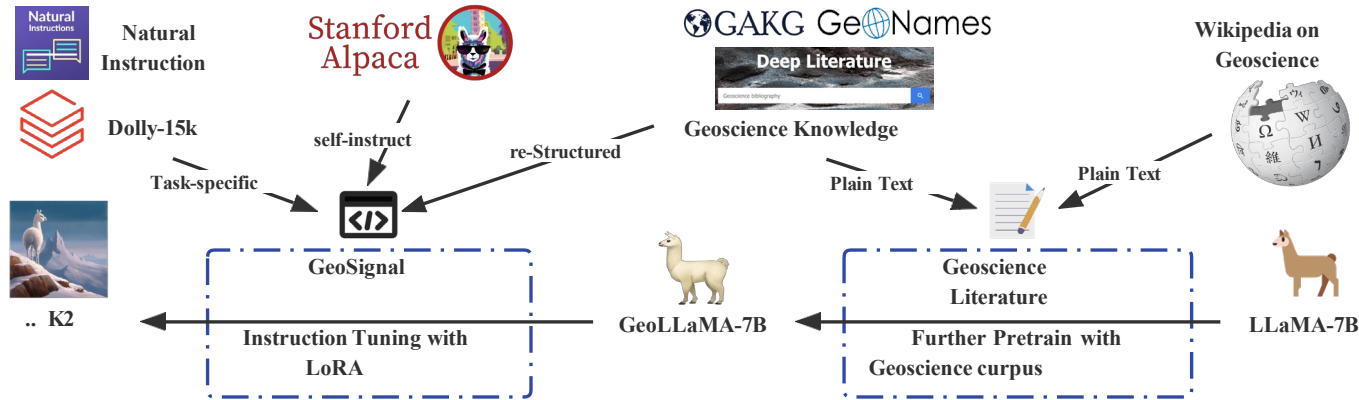 Natural
Instructions
Natural
Instruction
Stanford
Alpaca
GAKG
GeoNames
Deep Literature
Geoscience bibliography
Wikipedia on
Geoscience
Dolly-15k
self-instruct
re-Structured
Geoscience Knowledge
Task-specific
Plain Text
Plain Text
Ω
W
И
維
GeoSignal
Geoscience
Literature
.. K2
Instruction Tuning with
LoRA
GeoLLaMA-7B
Further Pretrain with
Geoscience curpus
LLaMA-7B